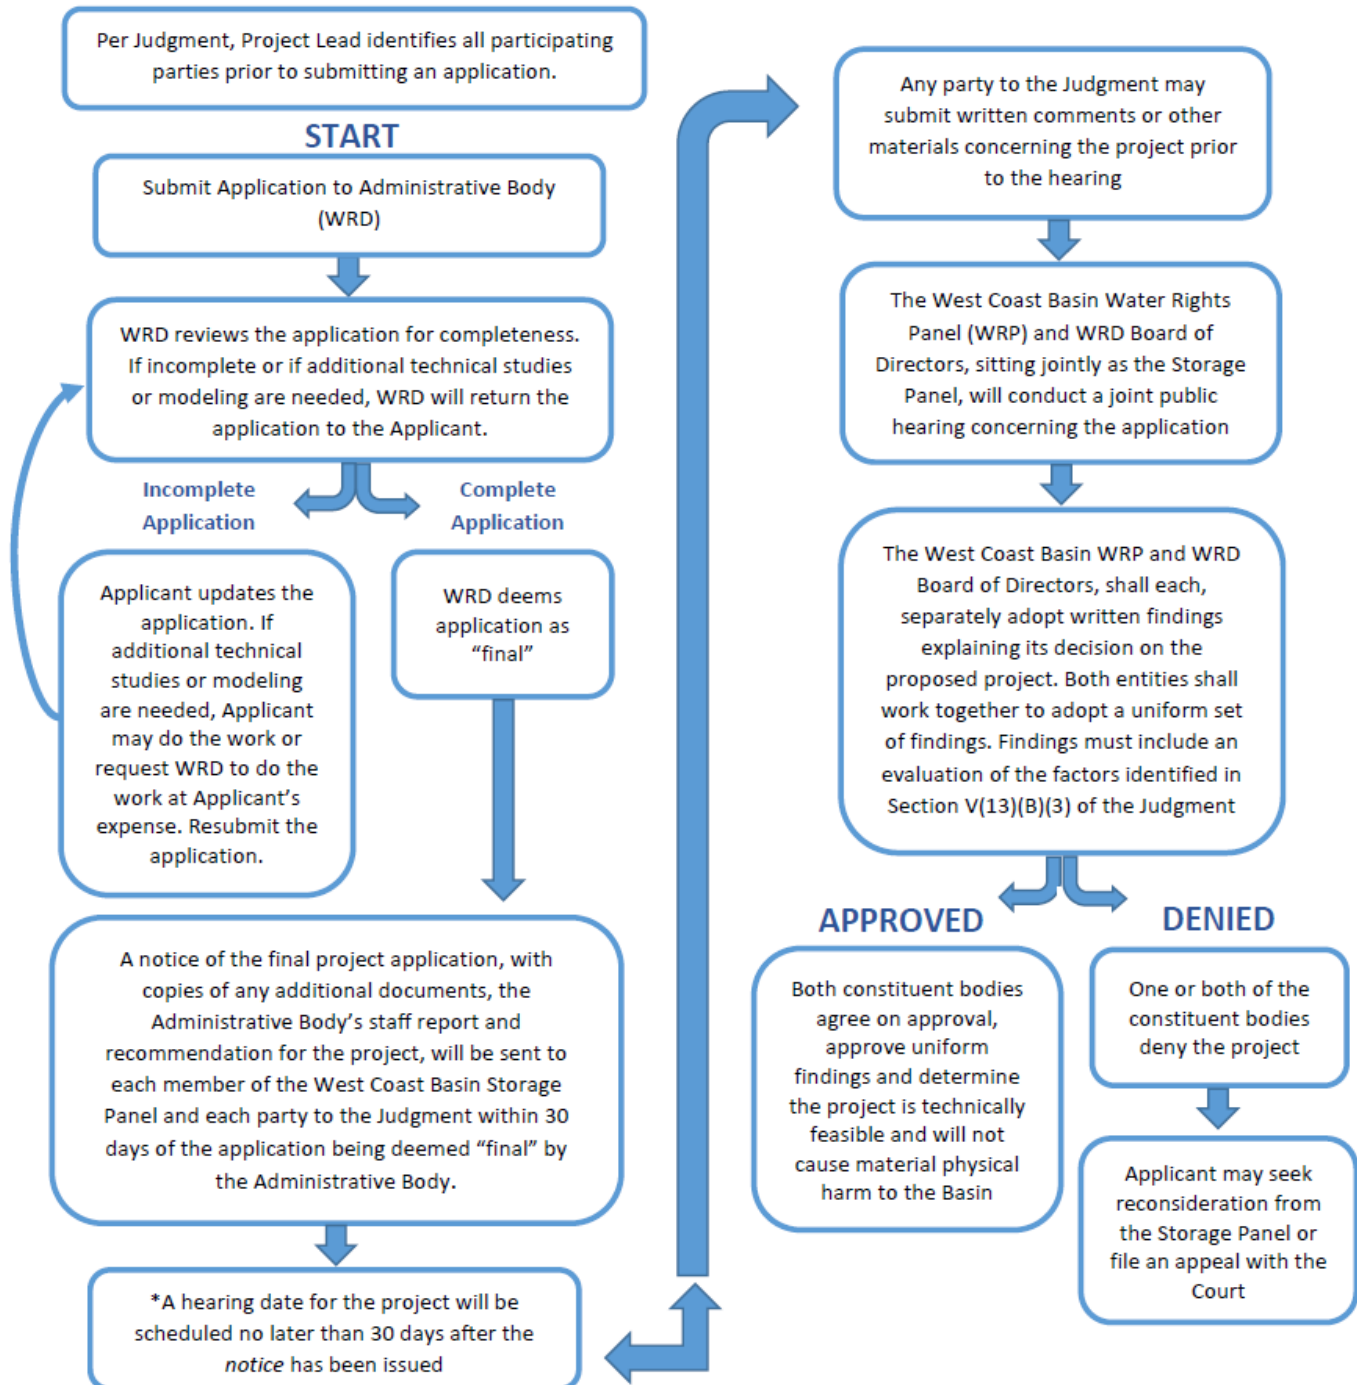 Per Judgment, Project Lead identifies all participating
parties prior to submitting an application.
START
Submit Application to Administrative Body
(WRD)
WRD reviews the application for completeness.
If incomplete or if additional technical studies
or modeling are needed, WRD will return the
application to the Applicant.
Incomplete
Application
Complete
Application
Applicant updates the
application. If
additional technical
studies or modeling
are needed, Applicant
may do the work or
request WRD to do the
work at Applicant’s
expense. Resubmit the
application.
WRD deems
application as
“final”
A notice of the final project application, with
copies of any additional documents, the
Administrative Body’s staff report and
recommendation for the project, will be sent to
each member of the West Coast Basin Storage
Panel and each party to the Judgment within 30
days of the application being deemed “final” by
the Administrative Body.
*A hearing date for the project will be
scheduled no later than 30 days after the
notice has been issued
Any party to the Judgment may
submit written comments or other
materials concerning the project prior
to the hearing
The West Coast Basin Water Rights
Panel (WRP) and WRD Board of
Directors, sitting jointly as the Storage
Panel, will conduct a joint public
hearing concerning the application
The West Coast Basin WRP and WRD
Board of Directors, shall each,
separately adopt written findings
explaining its decision on the
proposed project. Both entities shall
work together to adopt a uniform set
of findings. Findings must include an
evaluation of the factors identified in
Section V(13)(B)(3) of the Judgment
APPROVED
Both constituent bodies
agree on approval,
approve uniform
findings and determine
the project is technically
feasible and will not
cause material physical
harm to the Basin
DENIED
One or both of the
constituent bodies
deny the project
Applicant may seek
reconsideration from
the Storage Panel or
file an appeal with the
Court